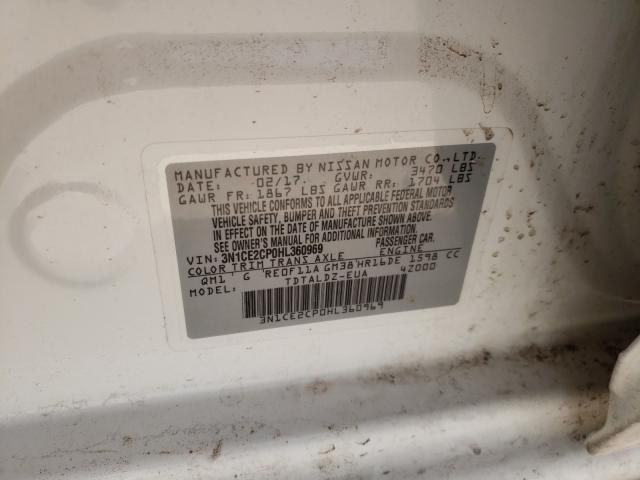 MANUFACTURED BY NISSAN MOTOR CO., LTD.
DATE: 02/17 GVWR: 3470 LBS
GAWR FR: 1867 LBS GAWR RR: 1704 LBS
THIS VEHICLE CONFORMS TO ALL APPLICABLE FEDERAL MOTOR
VEHICLE SAFETY, BUMPER AND THEFT PREVENTION STANDARDS
IN EFFECT ON THE DATE OF MANUFACTURE SHOWN ABOVE.
SEE OWNER'S MANUAL FOR ADDITIONAL INFORMATION.
VIN: 3N1CE2CP0HL360969 PASSENGER CAR.
COLOR TRIM TRANS AXLE ENGINE
QM1 G RE0F11A GM38 HR16DE 1598 CC
MODEL: TDTALDZ-EUA 4Z000
3N1CE2CP0HL360969